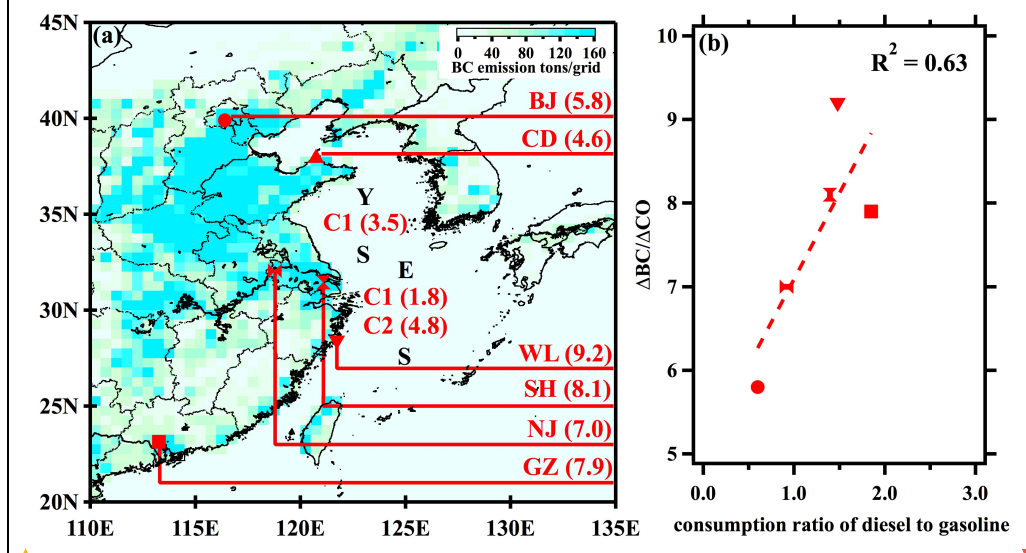 (a)
45N
40N
35N
30N
25N
20N
110E
115E
120E
125E
130E
135E
0 40 80 120 160
BC emission tons/grid
BJ (5.8)
CD (4.6)
Y
C1 (3.5)
S
E
C1 (1.8)
C2 (4.8)
S
WL (9.2)
SH (8.1)
NJ (7.0)
GZ (7.9)
(b)
R² = 0.63
10
9
8
7
6
5
ΔBC/ΔCO
0.0 1.0 2.0 3.0
consumption ratio of diesel to gasoline